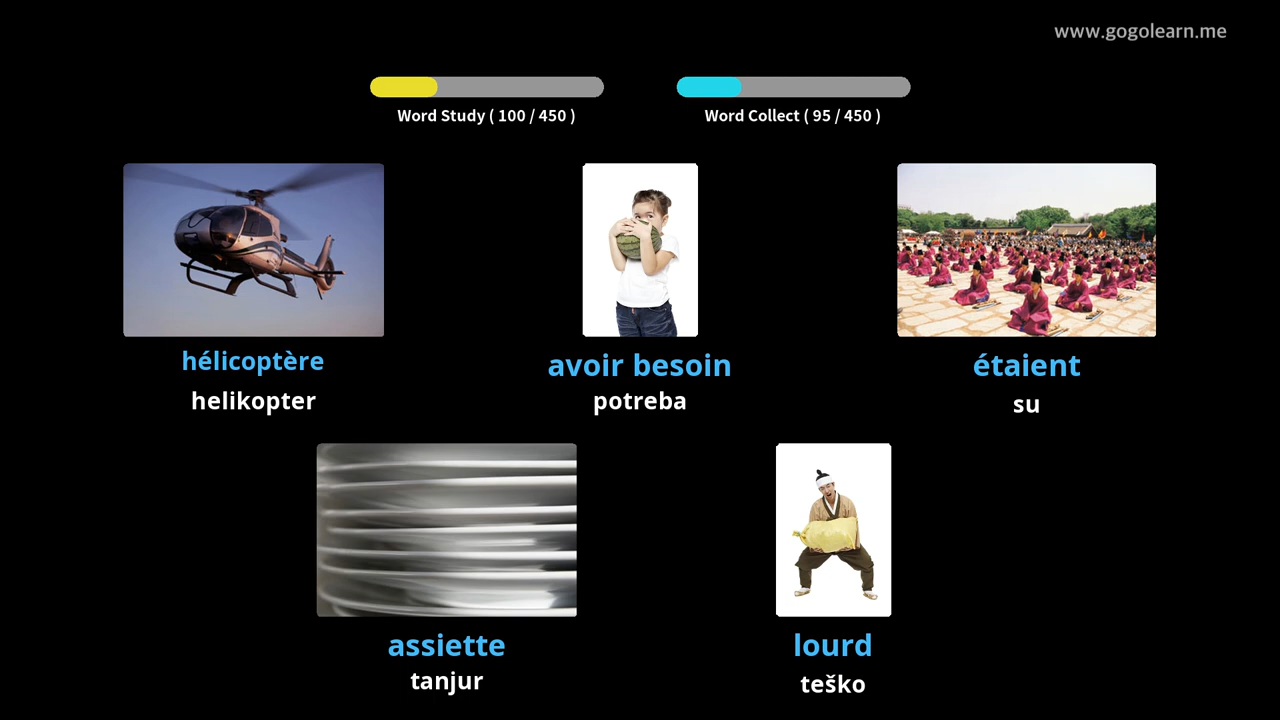 www.gogolearn.me
Word Study ( 100 / 450 )
Word Collect ( 95 / 450 )
hélicoptère
helikopter
avoir besoin
potreba
étaient
su
assiette
tanjur
lourd
teško